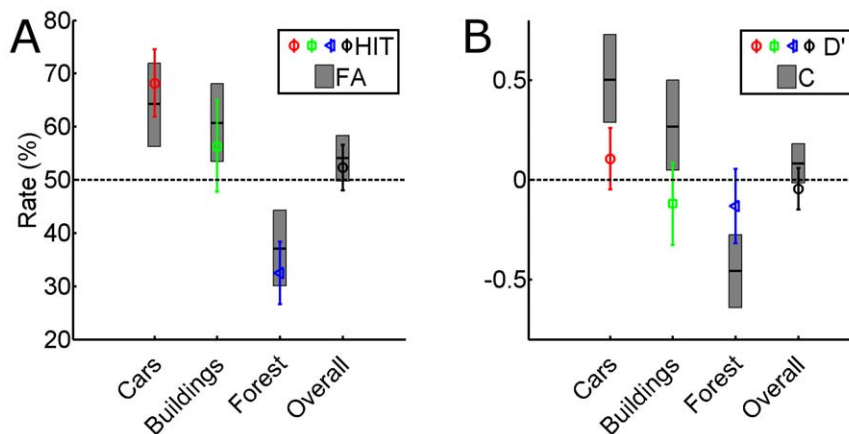 A
Rate (%)
80
70
60
50
40
30
20
HIT
FA
Cars
Buildings
Forest
Overall
B
0.5
0
-0.5
D'
C
Cars
Buildings
Forest
Overall